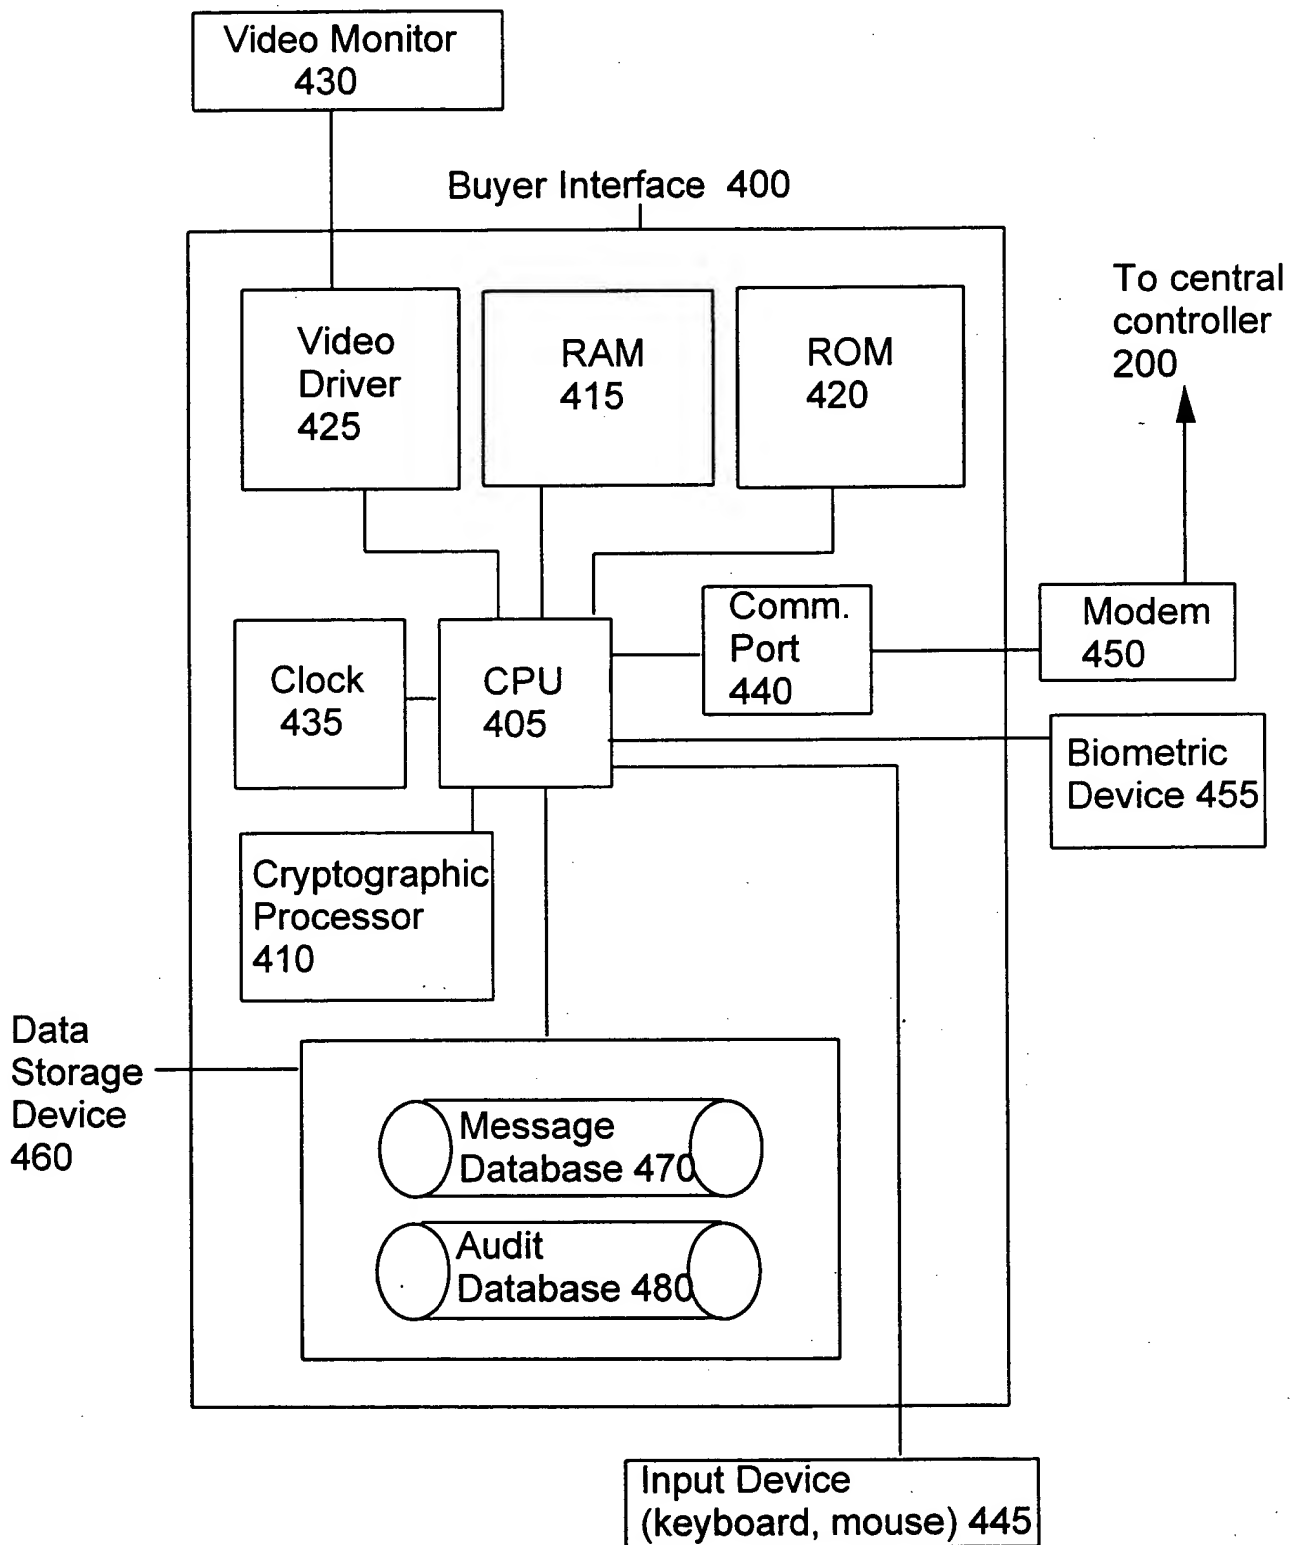 Video Monitor
430
Buyer Interface 400
To central
controller
200
Video
Driver
425
RAM
415
ROM
420
Comm.
Port
440
Modem
450
Clock
435
CPU
405
Biometric
Device 455
Cryptographic
Processor
410
Data
Storage
Device
460
Message
Database 470
Audit
Database 480
Input Device
(keyboard, mouse) 445